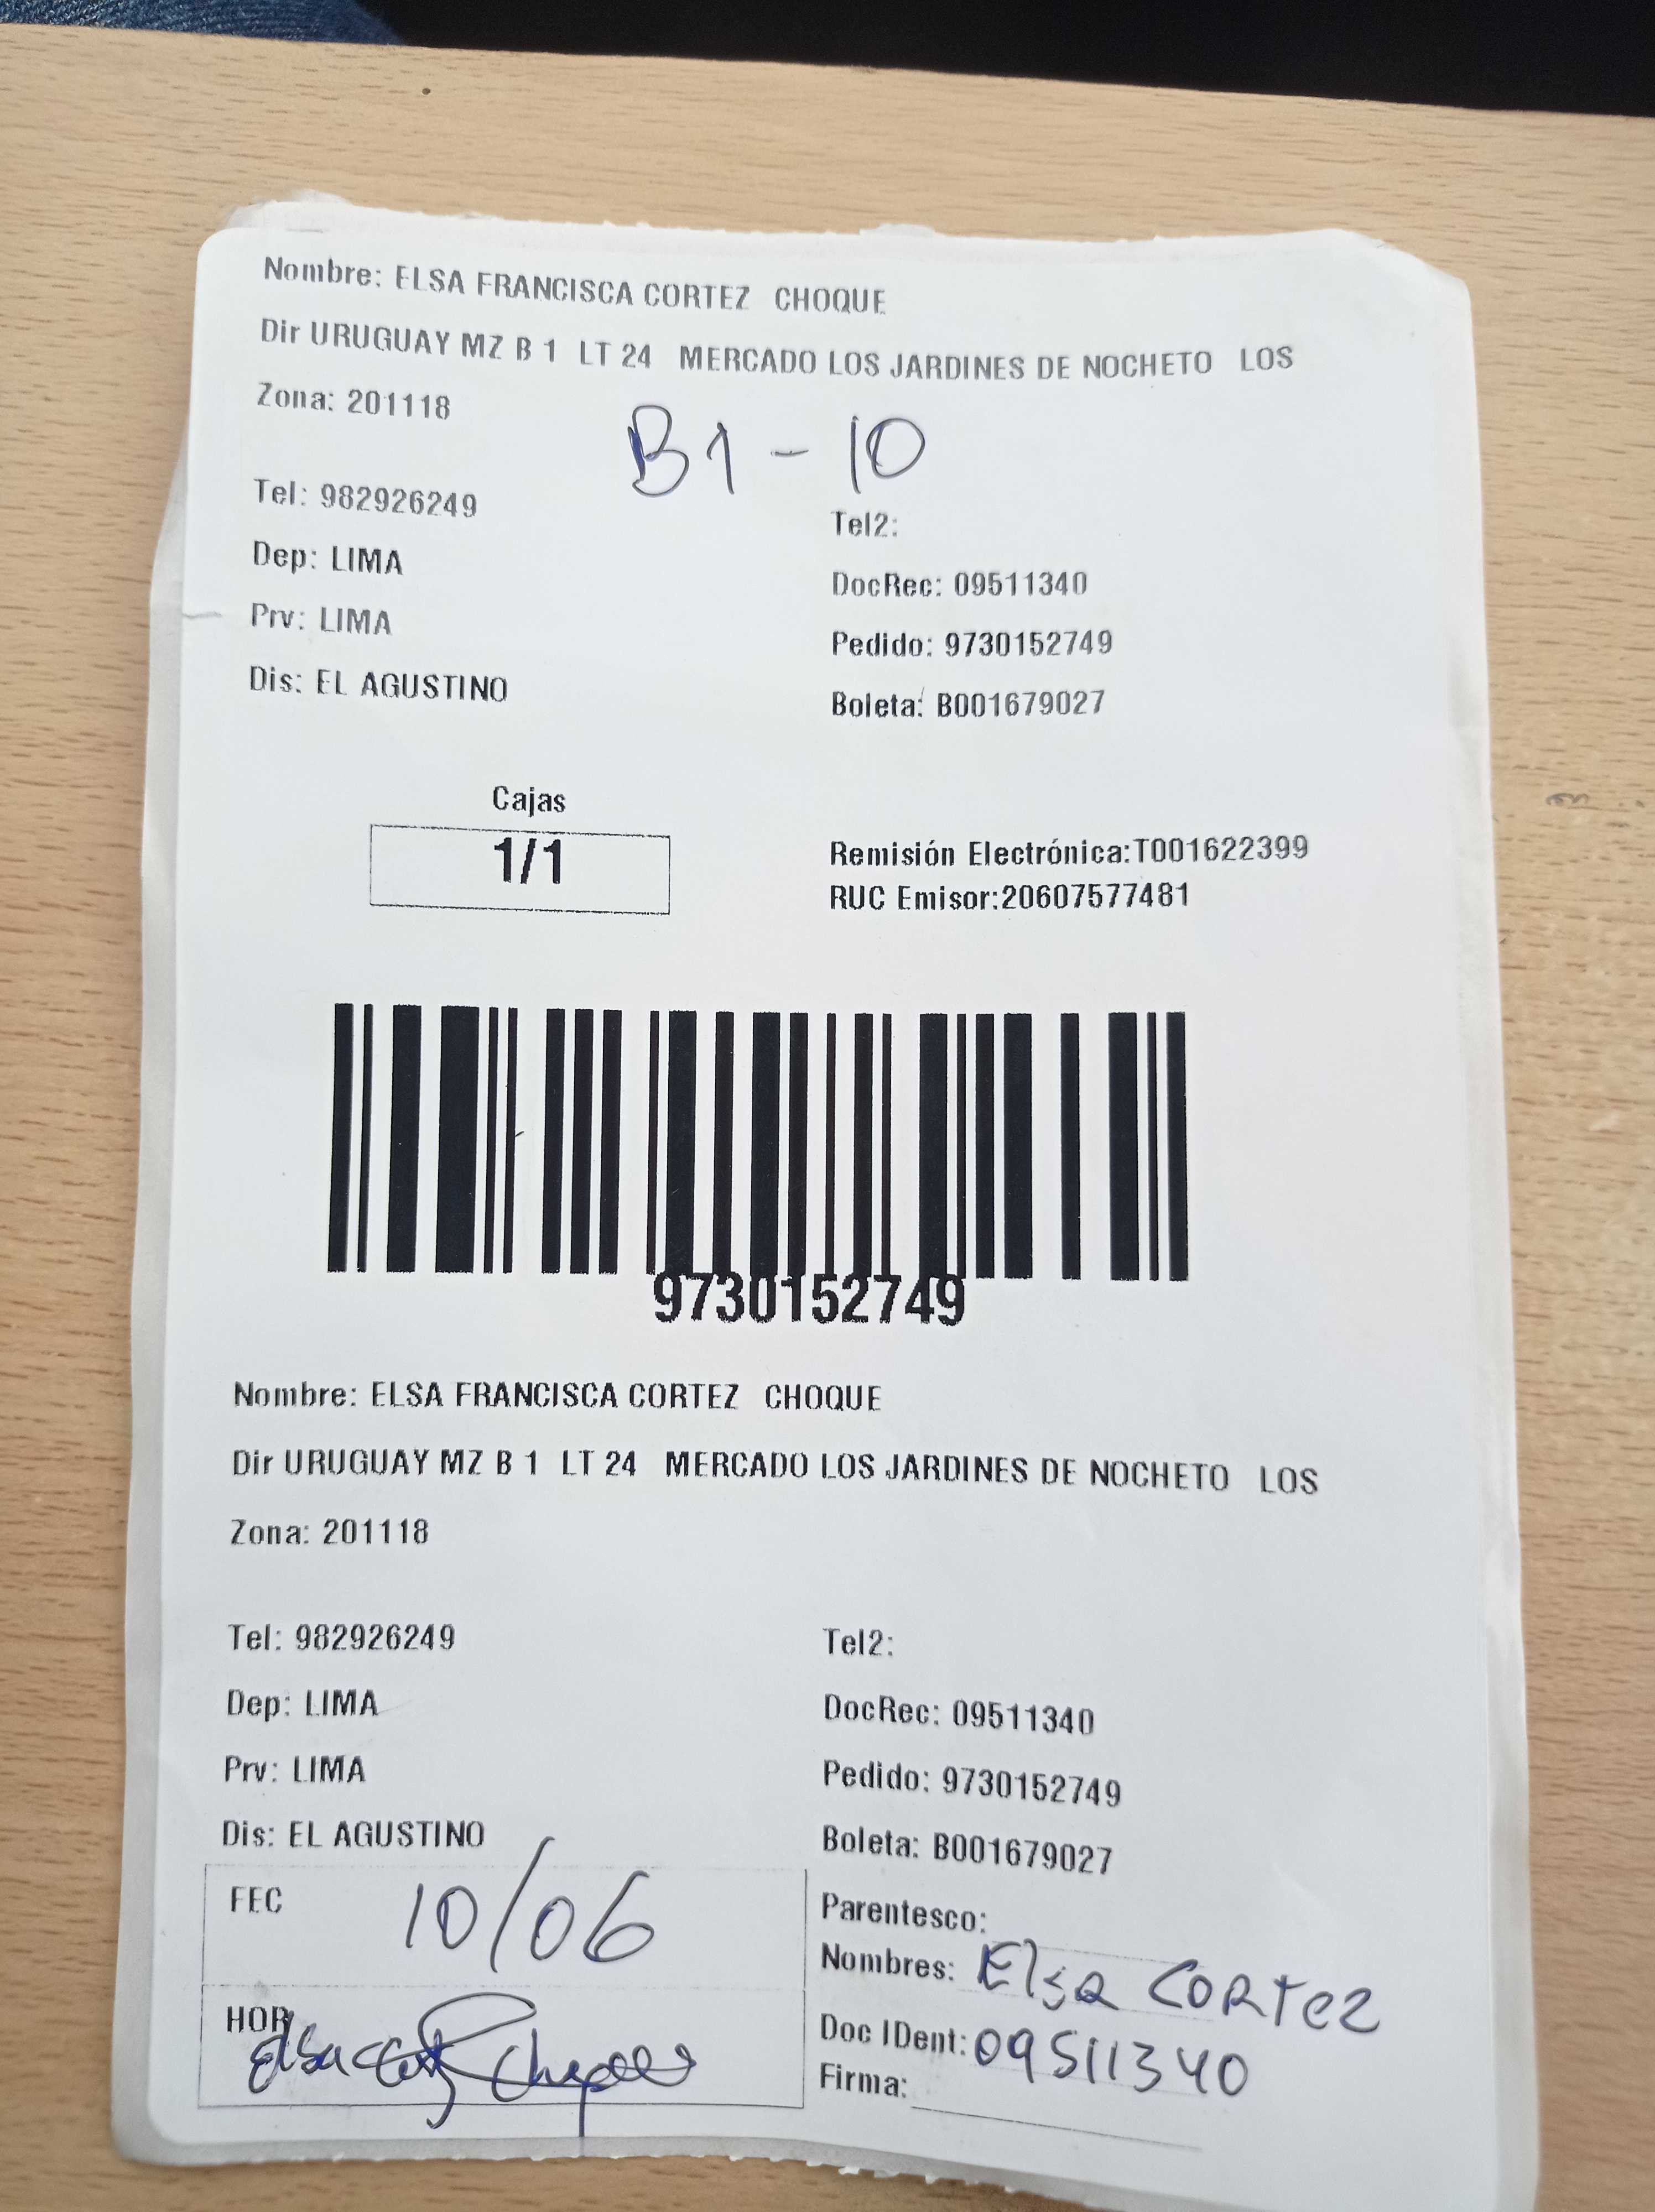 Nombre: ELSA FRANCISCA CORTEZ CHOQUE
Dir URUGUAY MZ B 1 LT 24 MERCADO LOS JARDINES DE NOCHETO LOS
Zona: 201118
B1 - 10
Tel: 982926249
Tel2:
Dep: LIMA
DocRec: 09511340
Prv: LIMA
Pedido: 9730152749
Dis: EL AGUSTINO
Boleta: B001679027
Cajas
1/1
Remisión Electrónica:T001622399
RUC Emisor:20607577481
9730152749
Nombre: ELSA FRANCISCA CORTEZ CHOQUE
Dir URUGUAY MZ B 1 LT 24 MERCADO LOS JARDINES DE NOCHETO LOS
Zona: 201118
Tel: 982926249
Tel2:
Dep: LIMA
DocRec: 09511340
Prv: LIMA
Pedido: 9730152749
Dis: EL AGUSTINO
Boleta: B001679027
FEC 10/06
Parentesco:
Nombres: Elsa CORTEZ
HOR
Doc IDent: 09511340
Firma: